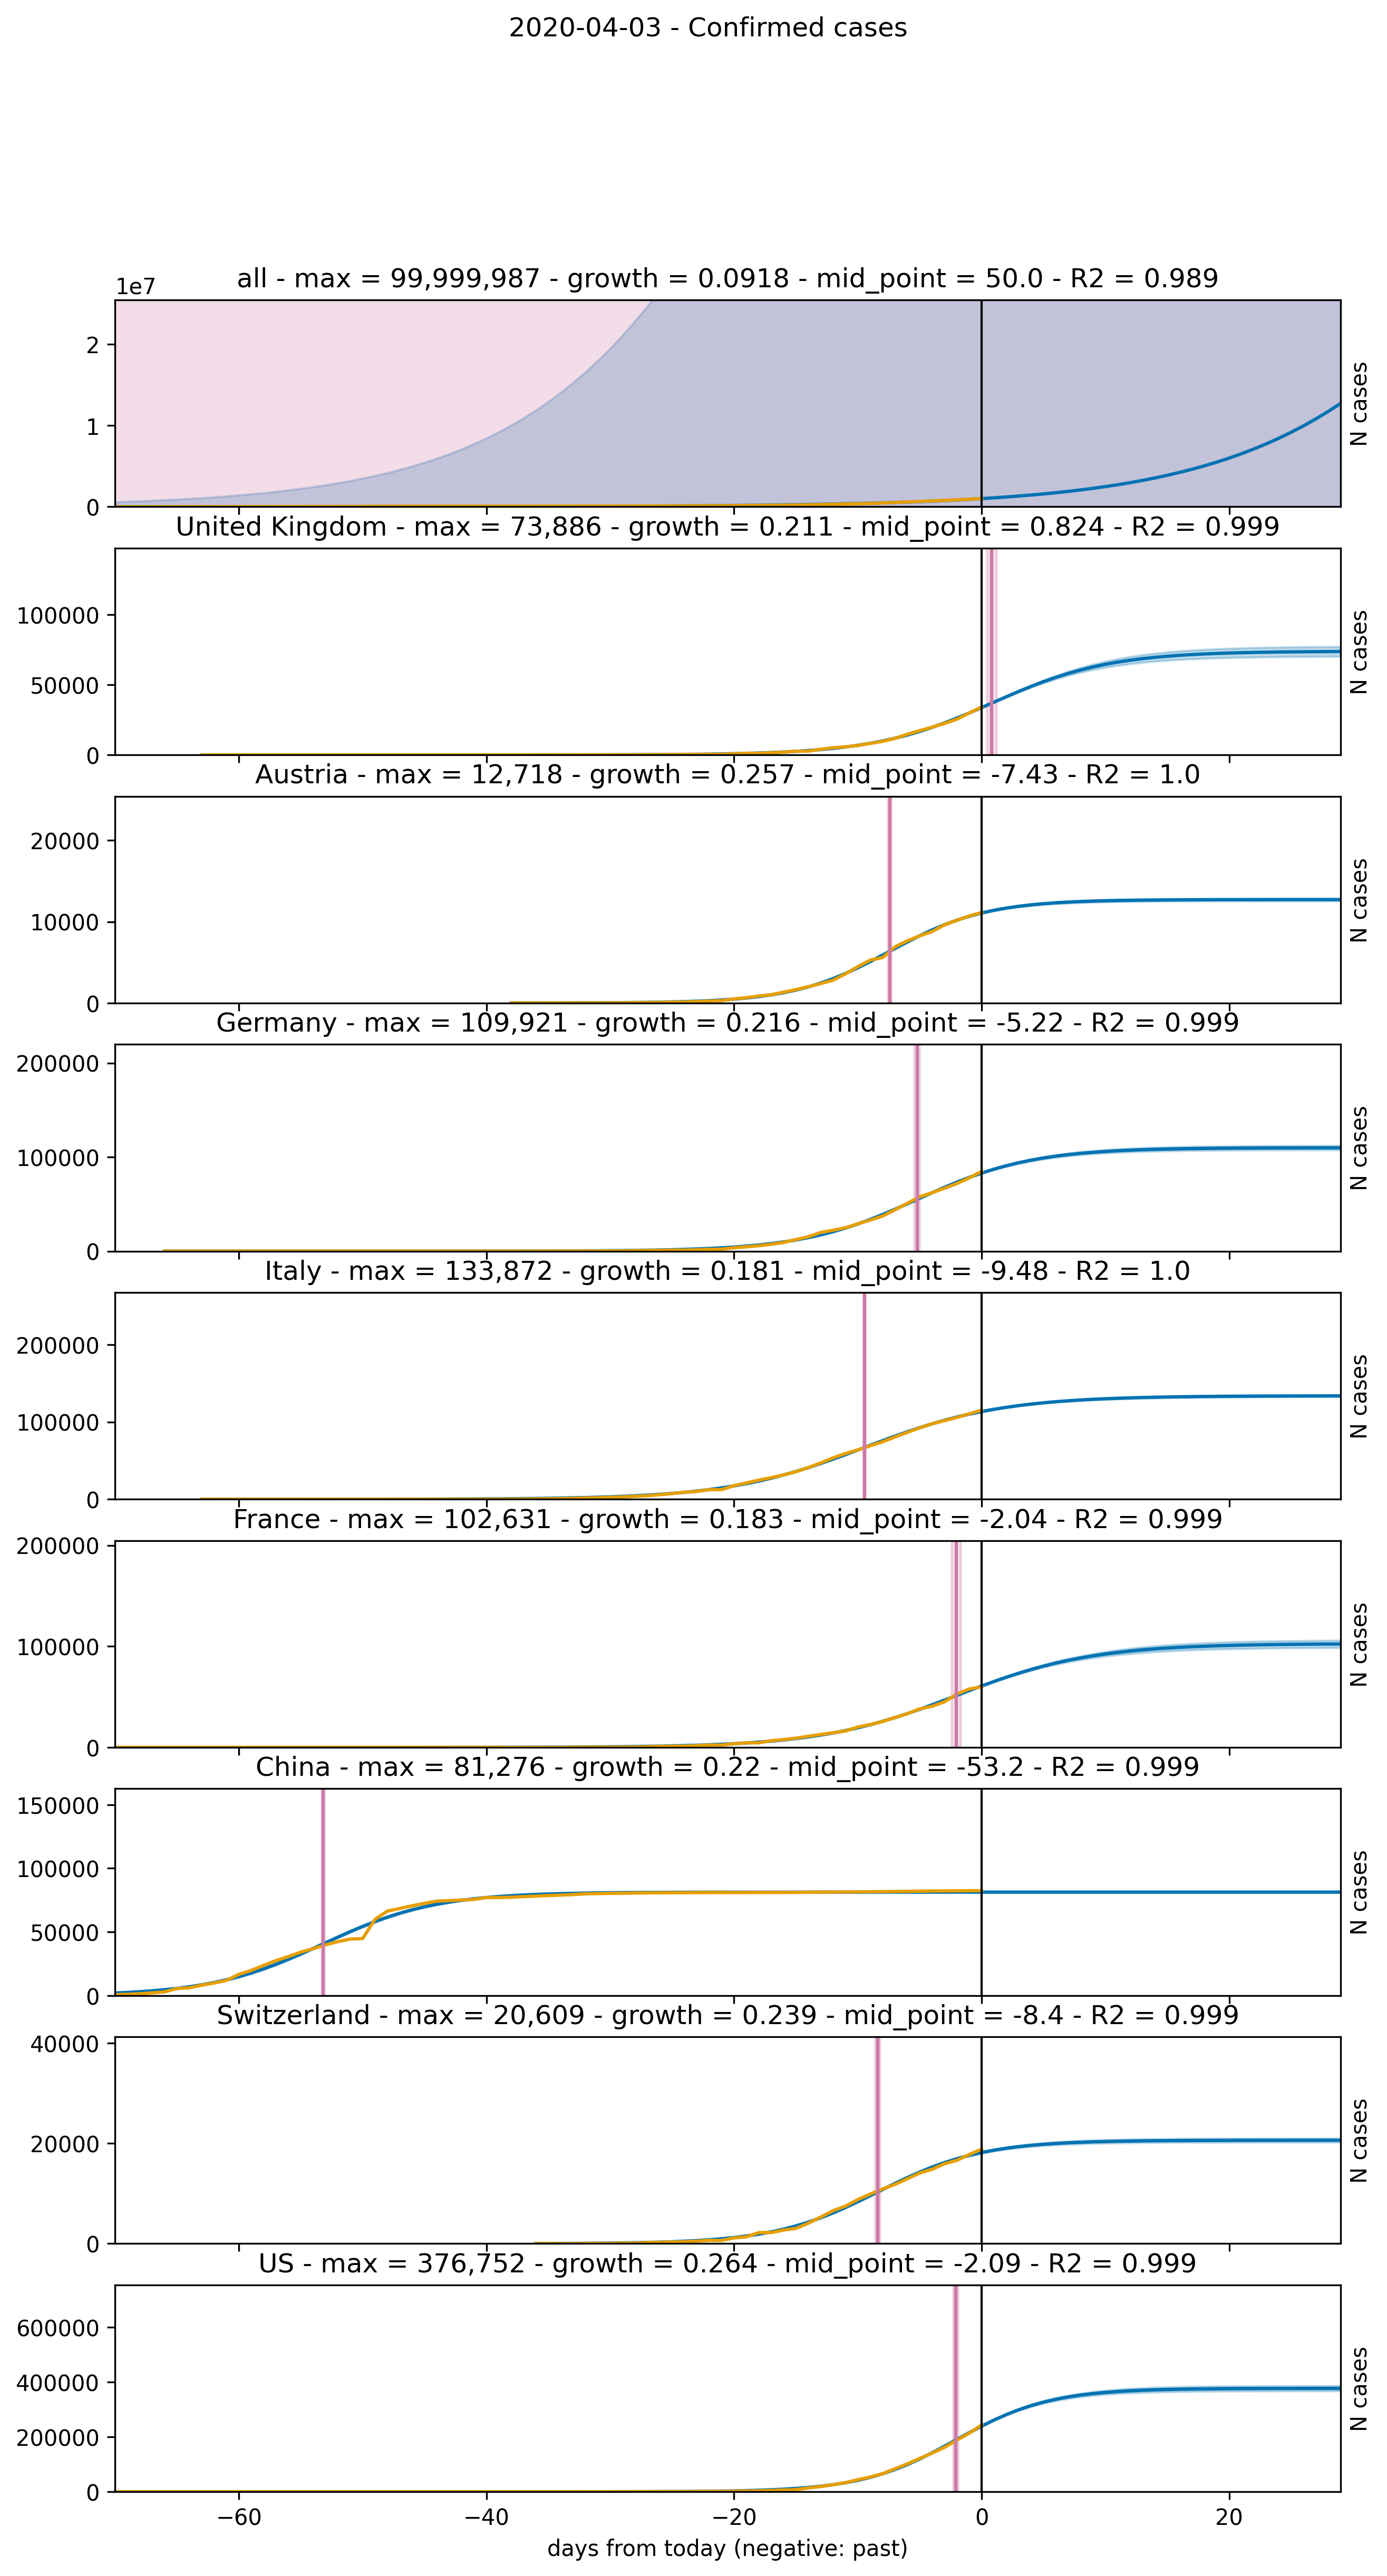 2020-04-03 - Confirmed cases
1e7
all - max = 99,999,987 - growth = 0.0918 - mid_point = 50.0 - R2 = 0.989
2
1
0
N cases
United Kingdom - max = 73,886 - growth = 0.211 - mid_point = 0.824 - R2 = 0.999
100000
50000
0
N cases
Austria - max = 12,718 - growth = 0.257 - mid_point = -7.43 - R2 = 1.0
20000
10000
0
N cases
Germany - max = 109,921 - growth = 0.216 - mid_point = -5.22 - R2 = 0.999
200000
100000
0
N cases
Italy - max = 133,872 - growth = 0.181 - mid_point = -9.48 - R2 = 1.0
200000
100000
0
N cases
France - max = 102,631 - growth = 0.183 - mid_point = -2.04 - R2 = 0.999
200000
100000
0
N cases
China - max = 81,276 - growth = 0.22 - mid_point = -53.2 - R2 = 0.999
150000
100000
50000
0
N cases
Switzerland - max = 20,609 - growth = 0.239 - mid_point = -8.4 - R2 = 0.999
40000
20000
0
N cases
US - max = 376,752 - growth = 0.264 - mid_point = -2.09 - R2 = 0.999
600000
400000
200000
0
N cases
−60 −40 −20 0 20
days from today (negative: past)